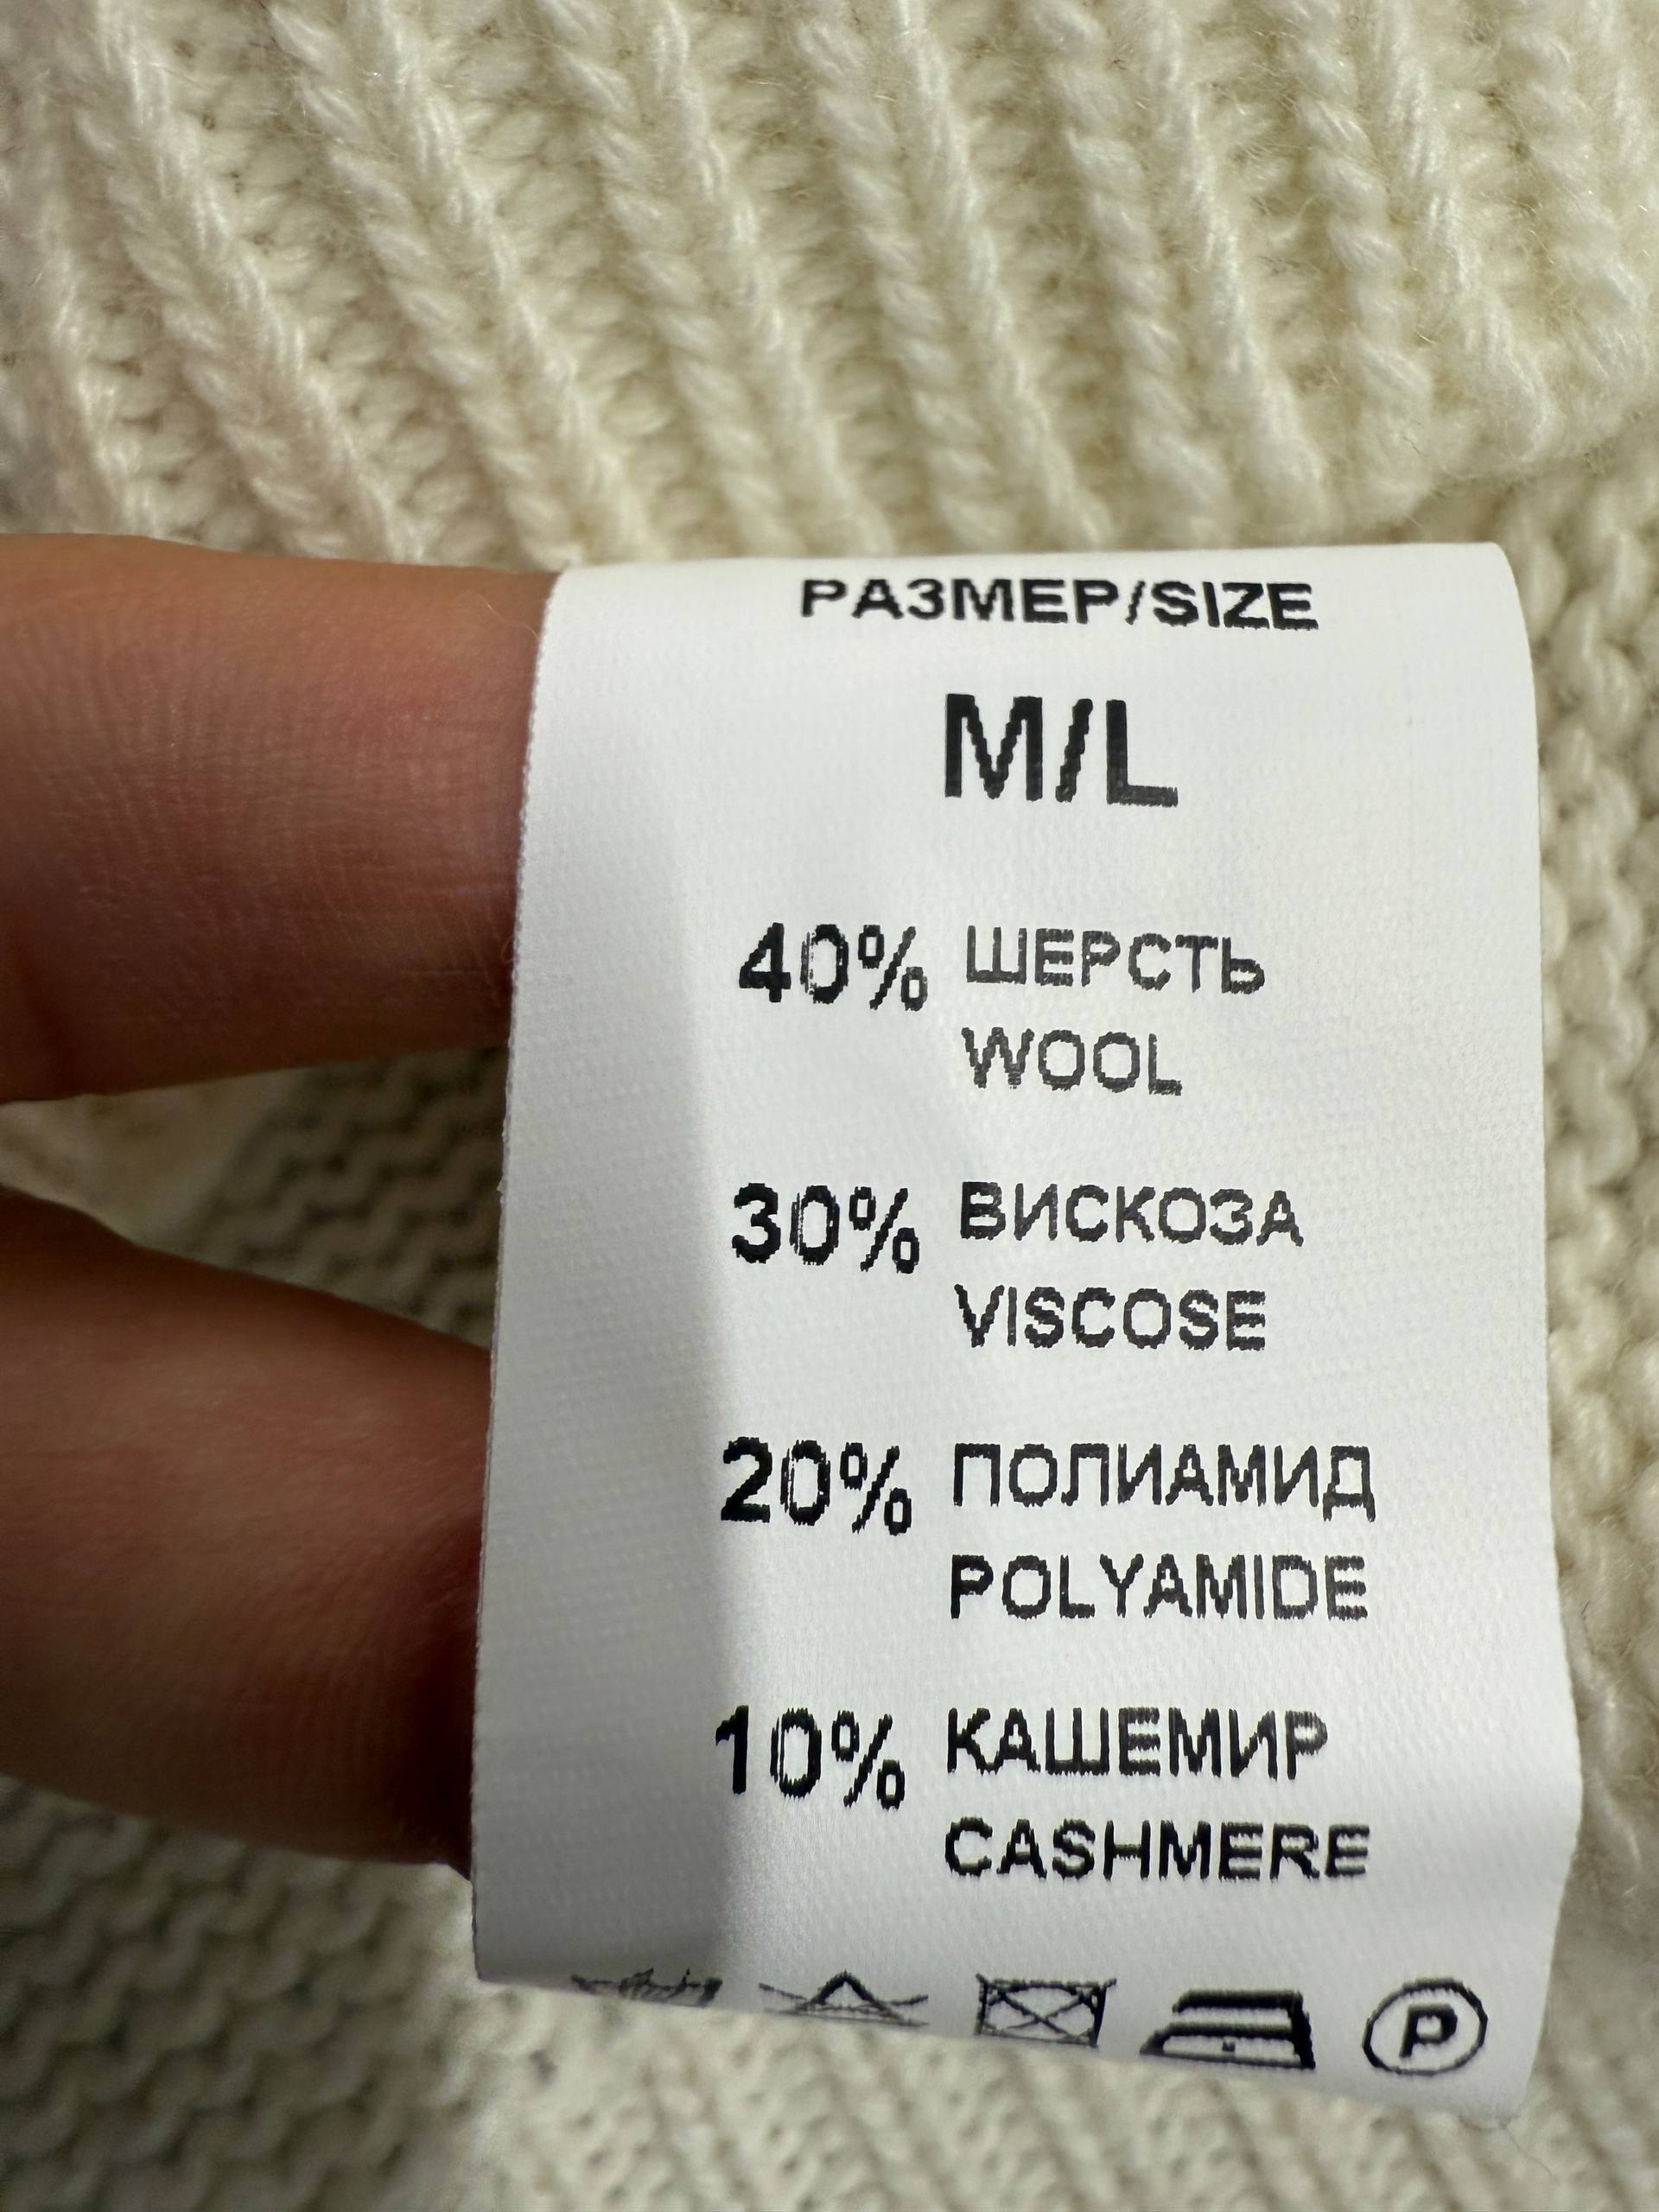 РАЗМЕР/SIZE
M/L
40% ШЕРСТЬ
WOOL
30% ВИСКОЗА
VISCOSE
20% ПОЛИАМИД
POLYAMIDE
10% КАШЕМИР
CASHMERE
P